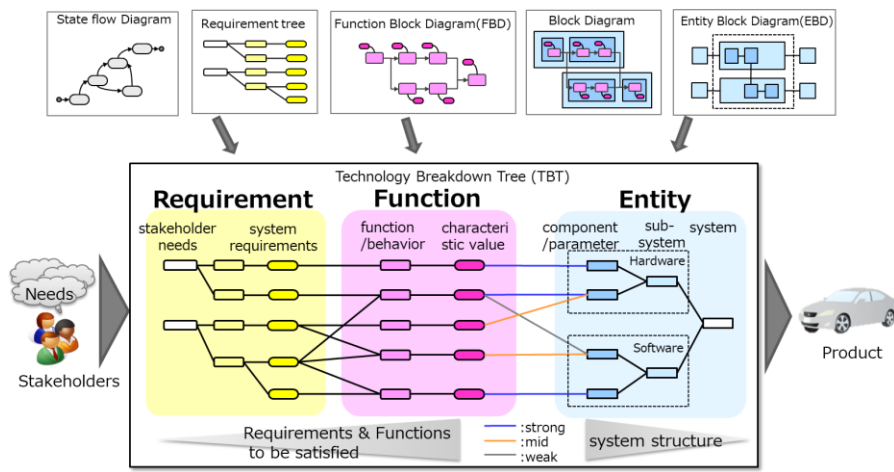 State flow Diagram
Requirement tree
Function Block Diagram(FBD)
Block Diagram
Entity Block Diagram(EBD)
Technology Breakdown Tree (TBT)
Requirement
Function
Entity
stakeholder
needs
system
requirements
function
/behavior
characteri
stic value
component
/parameter
sub-
system
system
Hardware
Software
Needs
Stakeholders
Product
Requirements & Functions
to be satisfied
:strong
:mid
:weak
system structure